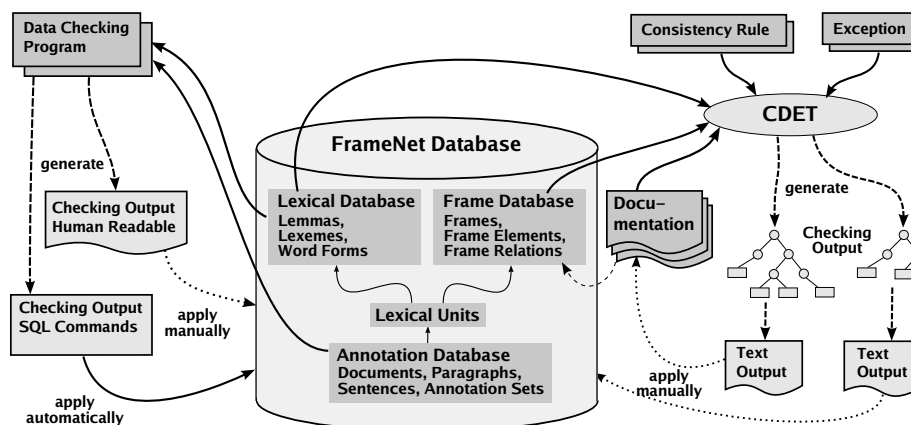 Data Checking
Program
Consistency Rule
Exception
CDET
FrameNet Database
generate
Checking Output
Human Readable
Lexical Database
Lemmas,
Lexemes,
Word Forms
Frame Database
Frames,
Frame Elements,
Frame Relations
Docu-
mentation
generate
Checking
Output
Checking Output
SQL Commands
apply
manually
Lexical Units
Annotation Database
Documents, Paragraphs,
Sentences, Annotation Sets
apply
manually
Text
Output
Text
Output
apply
automatically